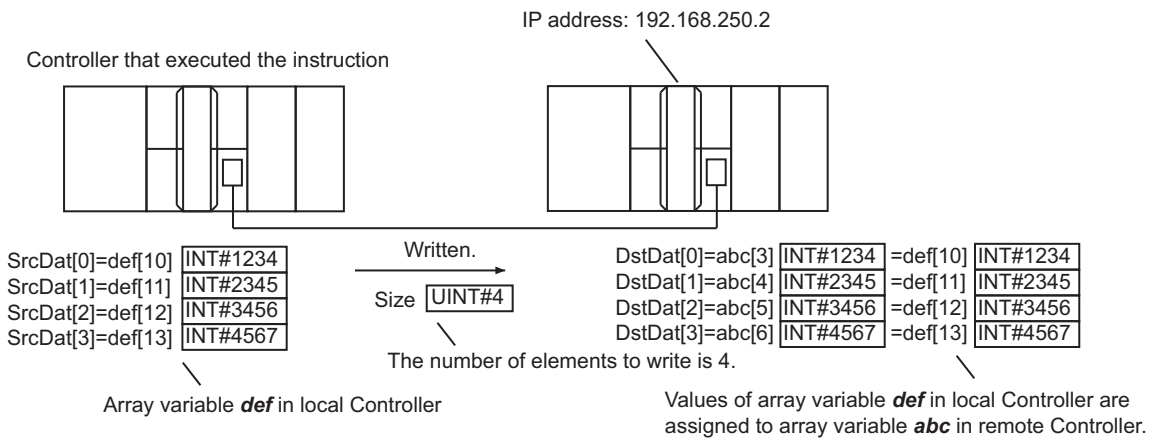 IP address: 192.168.250.2
Controller that executed the instruction
SrcDat[0]=def[10] INT#1234
SrcDat[1]=def[11] INT#2345
SrcDat[2]=def[12] INT#3456
SrcDat[3]=def[13] INT#4567
Written.
Size UINT#4
The number of elements to write is 4.
DstDat[0]=abc[3] INT#1234 =def[10] INT#1234
DstDat[1]=abc[4] INT#2345 =def[11] INT#2345
DstDat[2]=abc[5] INT#3456 =def[12] INT#3456
DstDat[3]=abc[6] INT#4567 =def[13] INT#4567
Array variable def in local Controller
Values of array variable def in local Controller are
assigned to array variable abc in remote Controller.